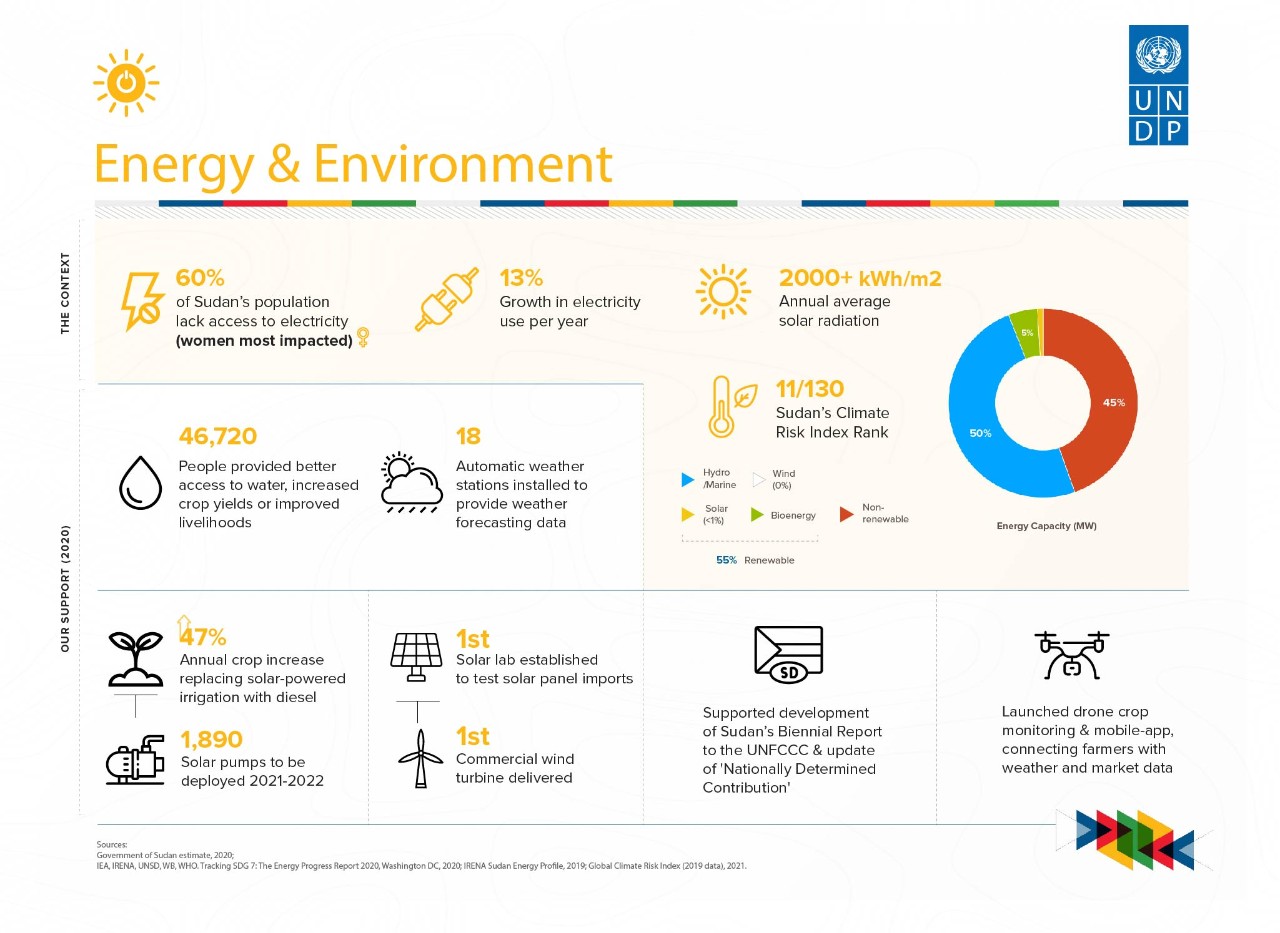 U N
D P
Energy & Environment
THE CONTEXT
60%
of Sudan's population
lack access to electricity
(women most impacted)
13%
Growth in electricity
use per year
2000+ kWh/m2
Annual average
solar radiation
11/130
Sudan's Climate
Risk Index Rank
5%
45%
50%
Hydro
/Marine
Wind
(0%)
Solar
(<1%)
Bioenergy
Non-
renewable
55% Renewable
Energy Capacity (MW)
OUR SUPPORT (2020)
46,720
People provided better
access to water, increased
crop yields or improved
livelihoods
18
Automatic weather
stations installed to
provide weather
forecasting data
47%
Annual crop increase
replacing solar-powered
irrigation with diesel
1,890
Solar pumps to be
deployed 2021-2022
1st
Solar lab established
to test solar panel imports
1st
Commercial wind
turbine delivered
SD
Supported development
of Sudan's Biennial Report
to the UNFCCC & update
of 'Nationally Determined
Contribution'
Launched drone crop
monitoring & mobile-app,
connecting farmers with
weather and market data
Sources:
Government of Sudan estimate, 2020;
IEA, IRENA, UNSD, WB, WHO. Tracking SDG 7: The Energy Progress Report 2020, Washington DC, 2020; IRENA Sudan Energy Profile, 2019; Global Climate Risk Index (2019 data), 2021.